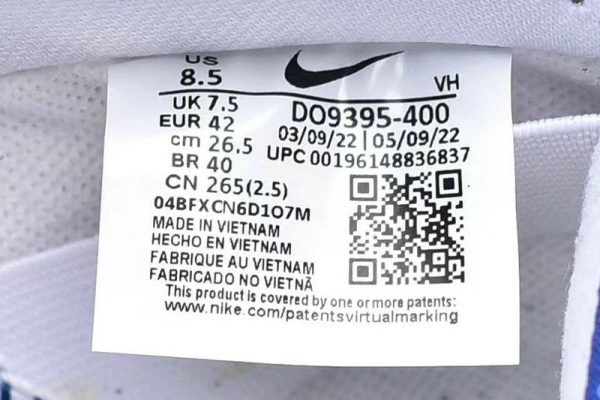 US
8.5
UK 7.5
EUR 42
cm 26.5
BR 40
CN 265(2.5)
04BFXCN6D1O7M
MADE IN VIETNAM
HECHO EN VIETNAM
FABRIQUE AU VIETNAM
FABRICADO NO VIETNÃ
VH
DO9395-400
03/09/22 | 05/09/22
UPC 00196148836837
This product is covered by one or more patents:
www.nike.com/patentsvirtualmarking